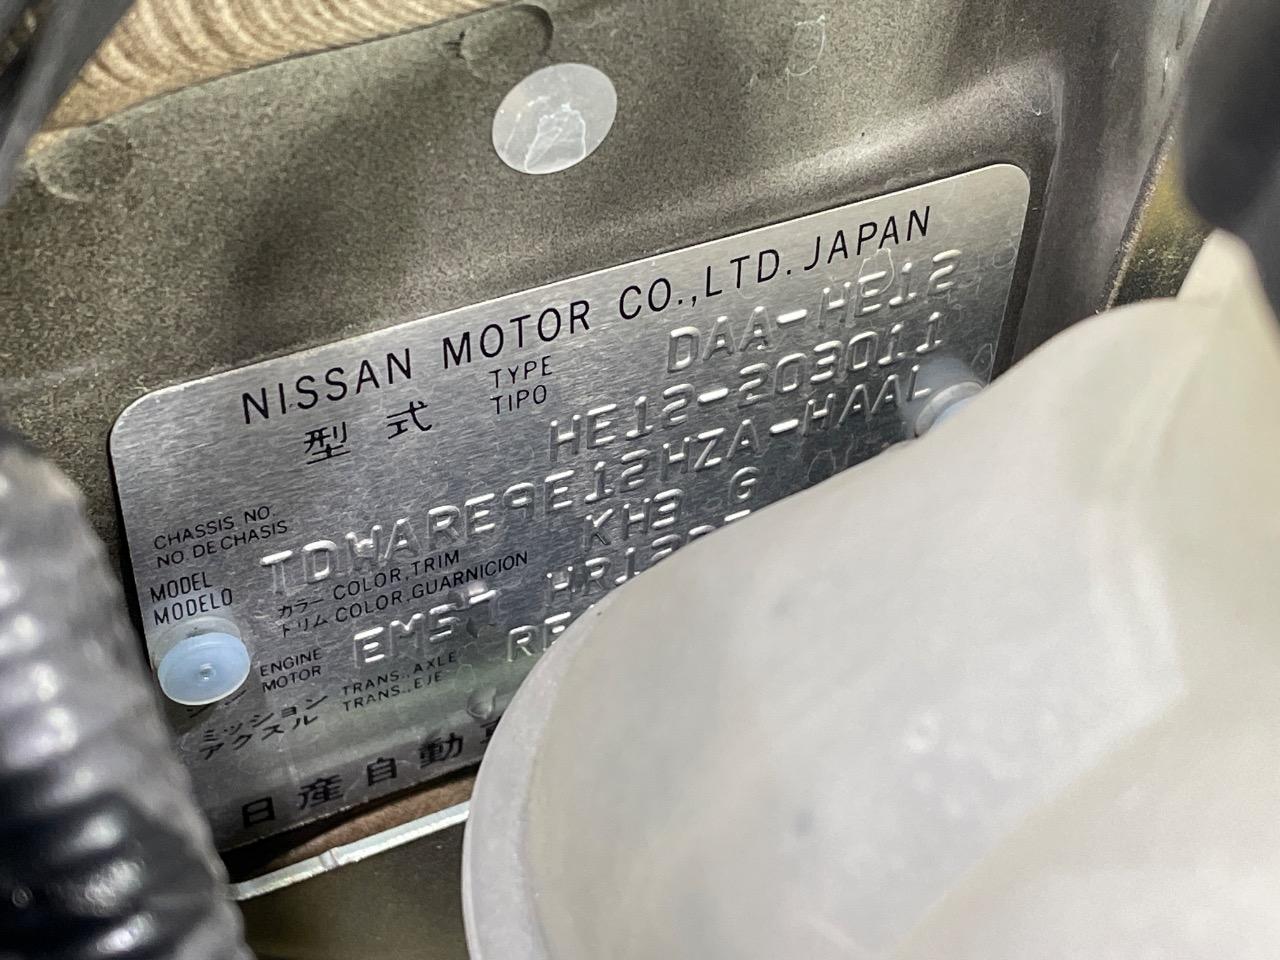 NISSAN MOTOR CO.,LTD. JAPAN
型式 TYPE TIPO DAA-HE12
CHASSIS NO. NO. DE CHASIS HE12-203011
MODEL MODELO TDWARE9E12HZA-HAAL
カラー COLOR,TRIM
トリム COLOR,GUARNICION KH3 G
ENGINE MOTOR EM57
ミッション TRANS., AXLE
アクスル TRANS., EJE
日産自動